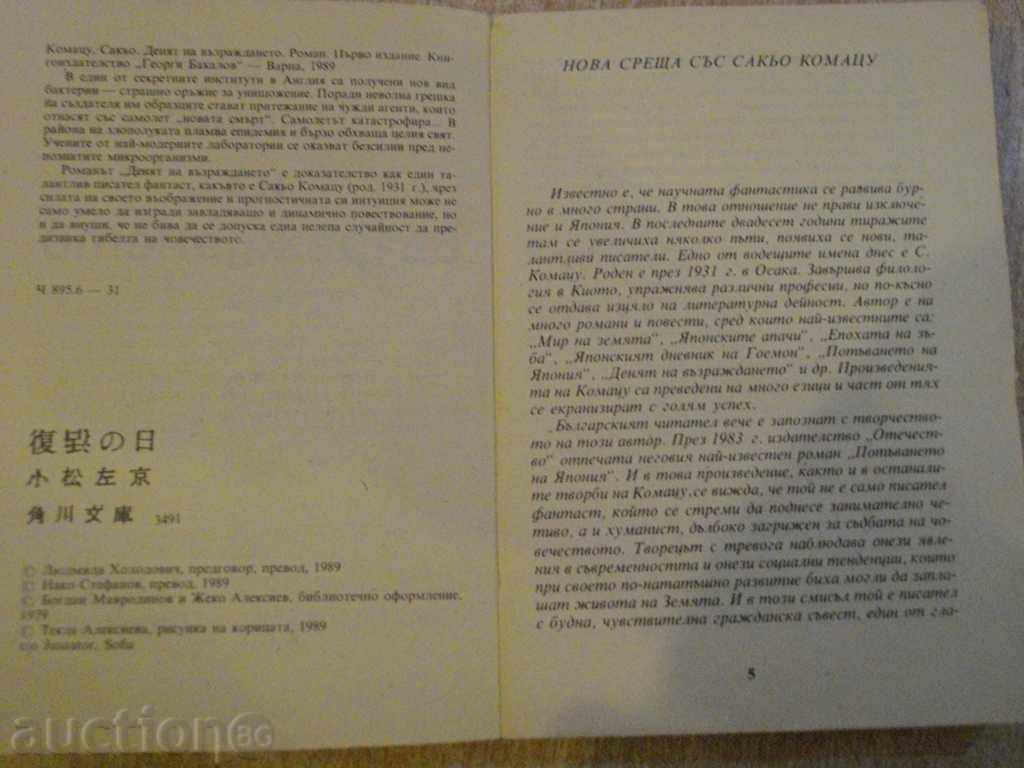 Комацу, Сакьо. Денят на възраждането. Роман. Първо издание. Кни-
гоиздателство „Георги Бакалов“ — Варна, 1989
В един от секретните институти в Англия са получени нов вид
бактерии — страшно оръжие за унищожение. Поради неволна грешка
на създателя им образците стават притежание на чужди агенти, които
отнасят със самолет „новата смърт“. Самолетът катастрофира... В
района на злополуката пламва епидемия и бързо обхваща целия свят.
Учените от най-модерните лаборатории се оказват безсилни пред не-
познатите микроорганизми.
Романът „Денят на възраждането“ е доказателство как един та-
лантлив писател фантаст, какъвто е Сакьо Комацу (род. 1931 г.), чрез
силата на своето въображение и прогностичната си интуиция може не
само умело да изгради завладяващо и динамично повествование, но
и да внуши, че не бива да се допуска една нелепа случайност да пре-
дизвика гибелта на човечеството.
Ч 895.6 — 31
復活の日
小松左京
角川文庫 3491
© Людмила Холодович, предговор, превод, 1989
© Нако Стефанов, превод, 1989
© Богдан Мавродинов и Жеко Алексиев, библиотечно оформление,
1979
© Текла Алексиева, рисунка на корицата, 1989
c/o Jusautor, Sofia
НОВА СРЕЩА СЪС САКЬО КОМАЦУ
Известно е, че научната фантастика се развива бур-
но в много страни. В това отношение не прави изключе-
ние и Япония. В последните двадесет години тиражите
там се увеличиха няколко пъти, появиха се нови, та-
лантливи писатели. Едно от водещите имена днес е С.
Комацу. Роден е през 1931 г. в Осака. Завършва филоло-
гия в Киото, упражнява различни професии, но по-късно
се отдава изцяло на литературна дейност. Автор е на
много романи и повести, сред които най-известните са:
„Мир на земята“, „Японските апачи“, „Епохата на зъ-
ба“, „Японският дневник на Гоемон“, „Потъването на
Япония“, „Денят на възраждането“ и др. Произведения-
та на Комацу са преведени на много езици и част от тях
се екранизират с голям успех.
Българският читател вече е запознат с творчество-
то на този автор. През 1983 г. издателство „Отечест-
во“ отпечата неговия най-известен роман „Потъването
на Япония“. И в това произведение, както и в останали-
те творби на Комацу, се вижда, че той не е само писател
фантаст, който се стреми да поднесе занимателно че-
тиво, а и хуманист, дълбоко загрижен за съдбата на чо-
вечеството. Творецът с тревога наблюдава онези явле-
ния в съвременността и онези социални тенденции, които
при своето по-нататъшно развитие биха могли да запла-
шат живота на Земята. И в този смисъл той е писател
с будна, чувствителна гражданска съвест, един от гла-
5
auction.BG